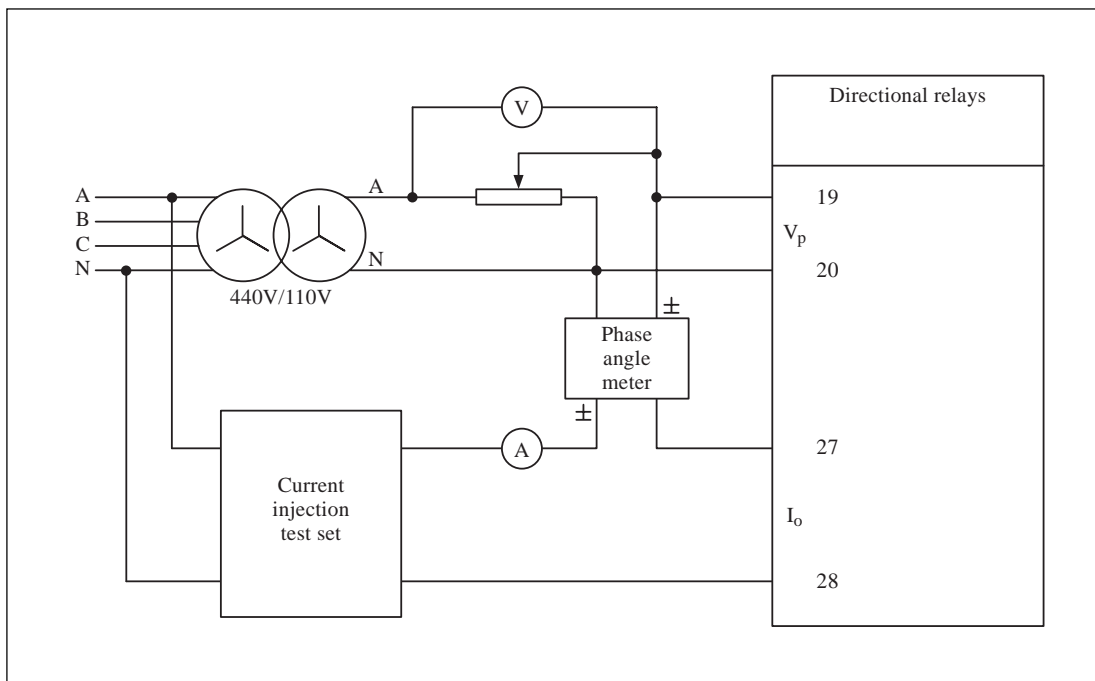 Directional relays
V
A
A
B
C
N
N
440V/110V
19
Vp
20
±
Phase
angle
meter
±
A
27
Current
injection
test set
Io
28